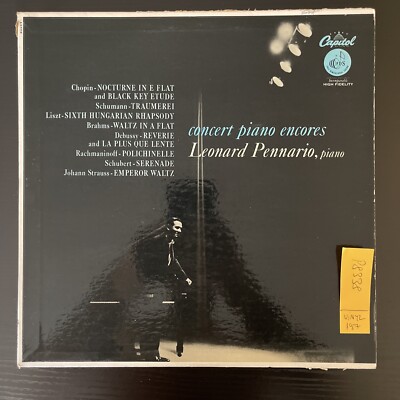 Capitol
HIGH FIDELITY
Chopin-NOCTURNE IN E FLAT
and BLACK KEY ETUDE
Schumann-TRAUMEREI
Liszt-SIXTH HUNGARIAN RHAPSODY
Brahms-WALTZ IN A FLAT
Debussy-REVERIE
and LA PLUS QUE LENTE
Rachmaninoff-POLICHINELLE
Schubert-SERENADE
Johann Strauss-EMPEROR WALTZ
concert piano encores
Leonard Pennario, piano
P8338